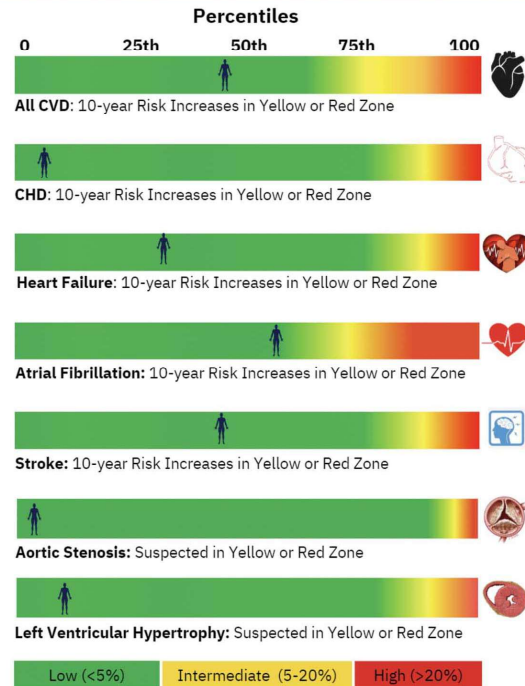 Percentiles
0 25th 50th 75th 100
All CVD: 10-year Risk Increases in Yellow or Red Zone
CHD: 10-year Risk Increases in Yellow or Red Zone
Heart Failure: 10-year Risk Increases in Yellow or Red Zone
Atrial Fibrillation: 10-year Risk Increases in Yellow or Red Zone
Stroke: 10-year Risk Increases in Yellow or Red Zone
Aortic Stenosis: Suspected in Yellow or Red Zone
Left Ventricular Hypertrophy: Suspected in Yellow or Red Zone
Low (<5%) Intermediate (5-20%) High (>20%)